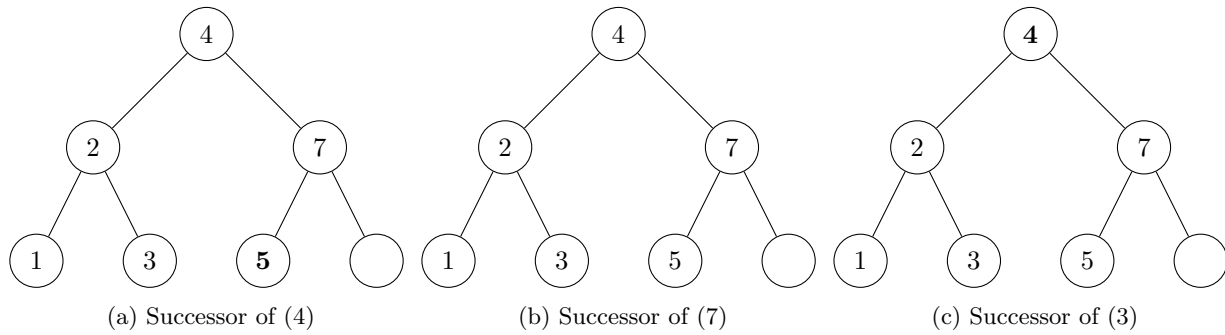 4 4 4
2 7 2 7 2 7
1 3 5 1 3 5 1 3 5
(a) Successor of (4) (b) Successor of (7) (c) Successor of (3)